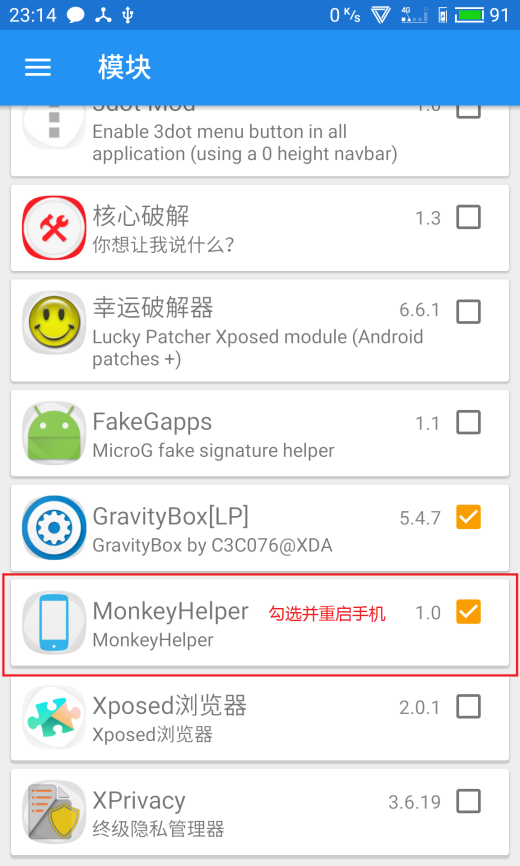 23:14
0 K/s
4G
91
模块
3dot Mod
1.0
Enable 3dot menu button in all
application (using a 0 height navbar)
核心破解
1.3
你想让我说什么?
幸运破解器
6.6.1
Lucky Patcher Xposed module (Android
patches +)
FakeGapps
1.1
MicroG fake signature helper
GravityBox[LP]
5.4.7
GravityBox by C3C076@XDA
MonkeyHelper
勾选并重启手机
1.0
MonkeyHelper
Xposed浏览器
2.0.1
Xposed浏览器
XPrivacy
3.6.19
终级隐私管理器